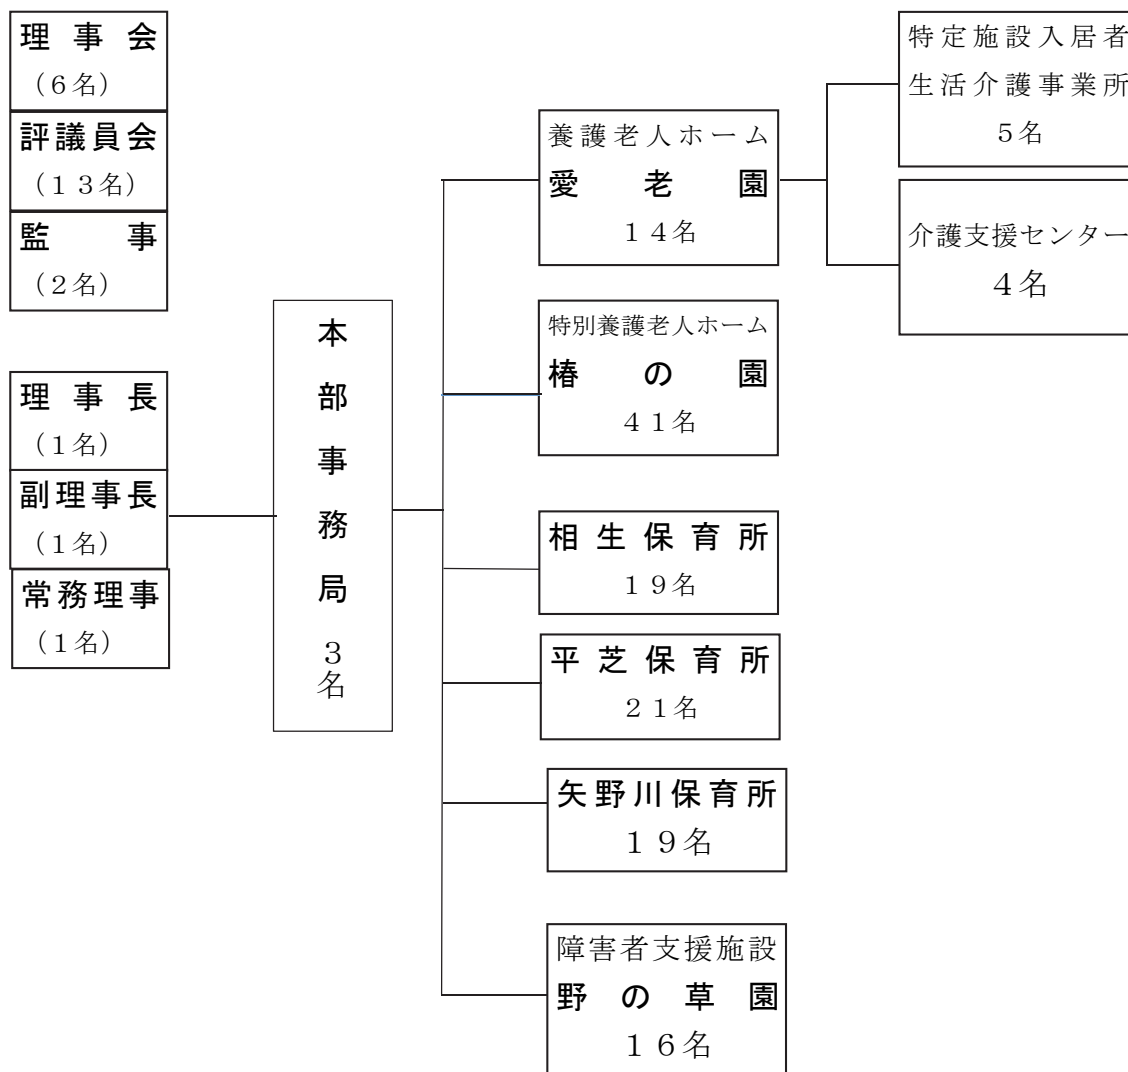 理事会
（６名）
評議員会
（１３名）
監事
（２名）
理事長
（１名）
副理事長
（１名）
常務理事
（１名）
本部事務局 ３名
養護老人ホーム
愛老園
１４名
特定施設入居者
生活介護事業所
５名
介護支援センター
４名
特別養護老人ホーム
椿の園
４１名
相生保育所
１９名
平芝保育所
２１名
矢野川保育所
１９名
障害者支援施設
野の草園
１６名